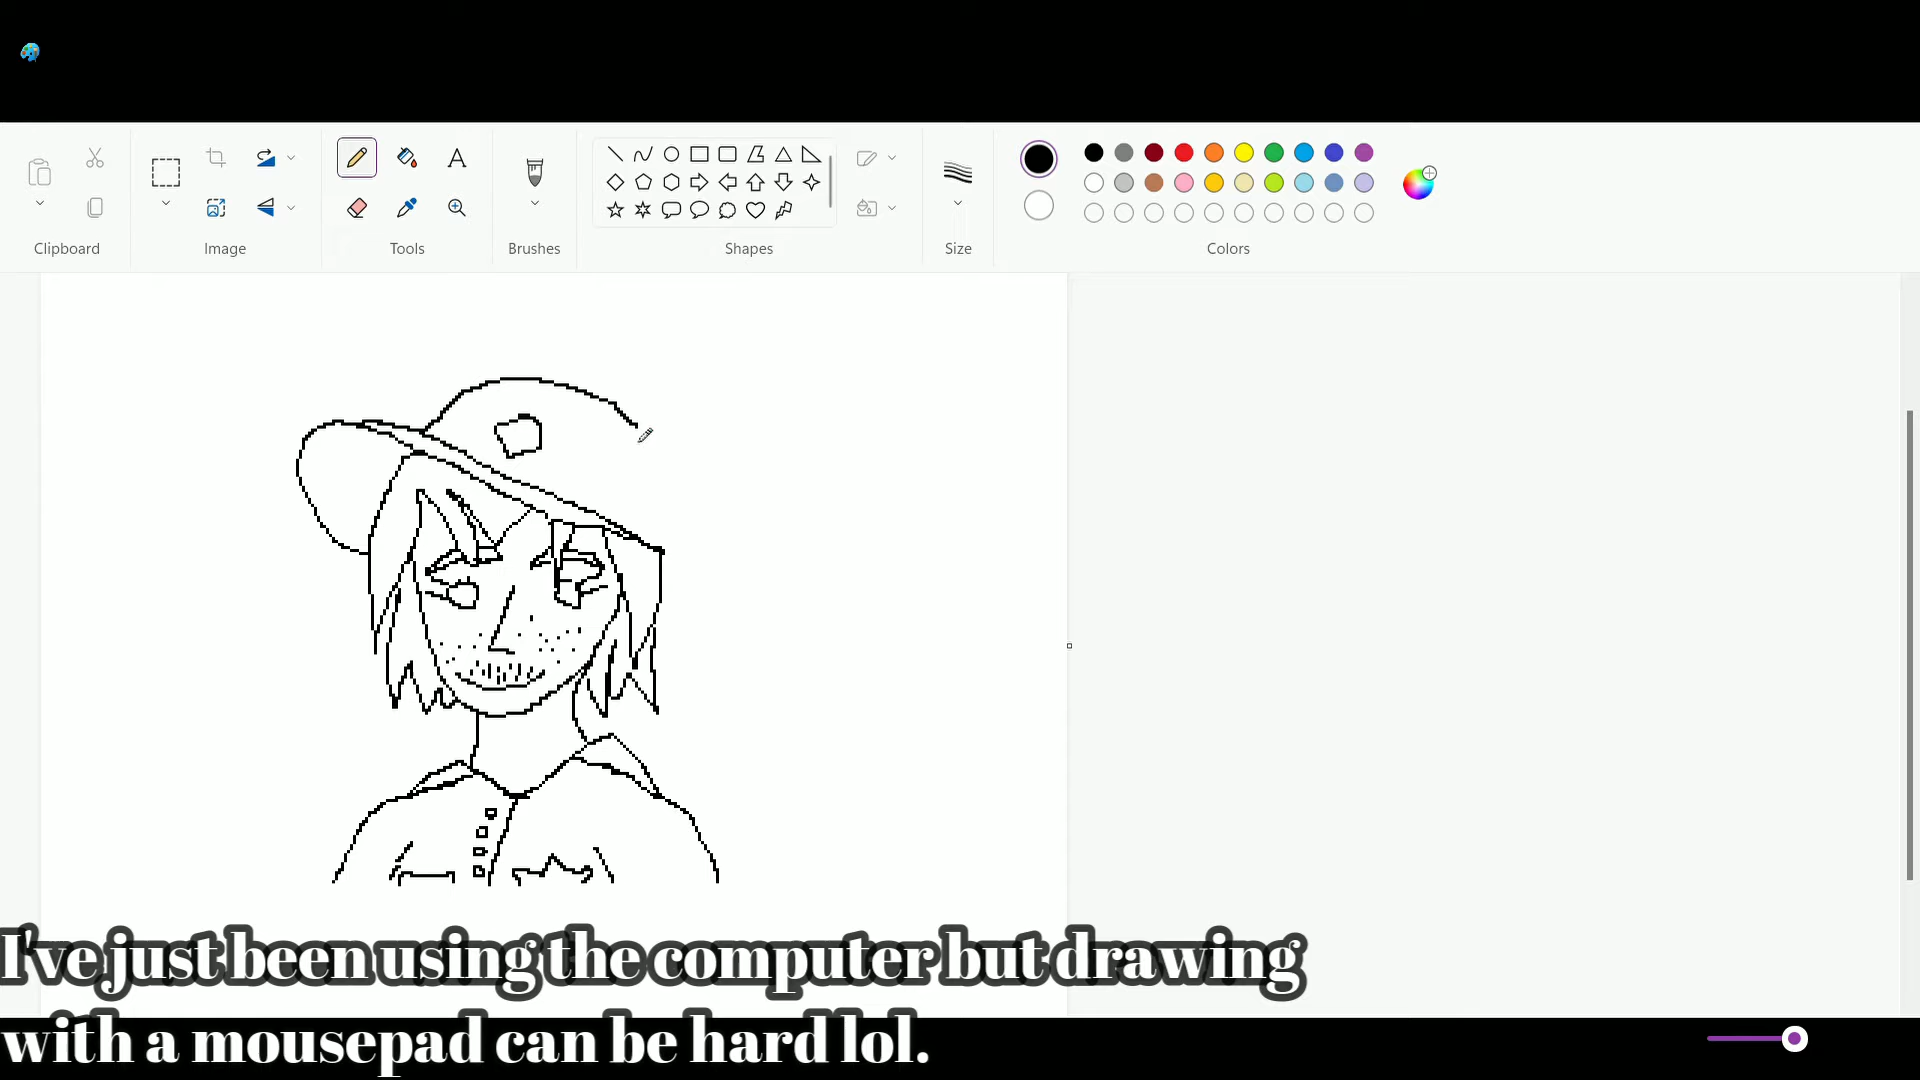 Clipboard
Image
Tools
Brushes
Shapes
Size
Colors
I've just been using the computer but drawing
with a mousepad can be hard lol.